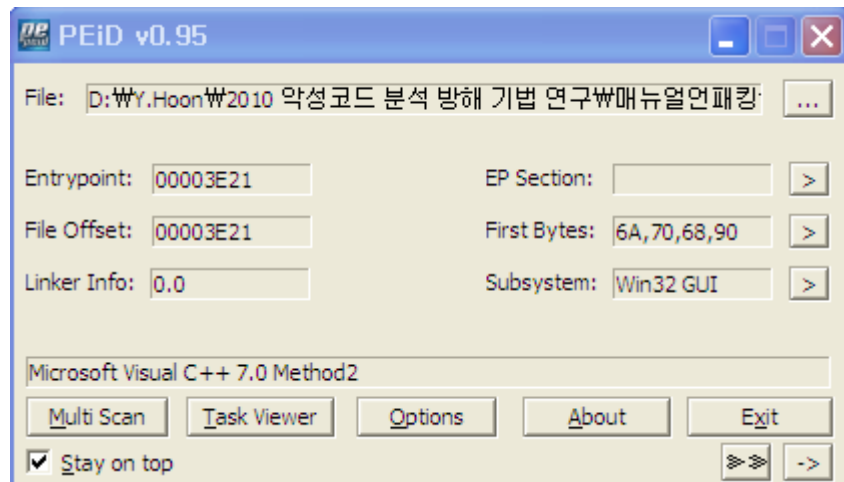 PEiD v0.95
File: D:₩Y.Hoon₩2010 악성코드 분석 방해 기법 연구₩매뉴얼언패킹 ...
Entrypoint: 00003E21 EP Section: >
File Offset: 00003E21 First Bytes: 6A,70,68,90 >
Linker Info: 0.0 Subsystem: Win32 GUI >
Microsoft Visual C++ 7.0 Method2
Multi Scan Task Viewer Options About Exit
Stay on top ->